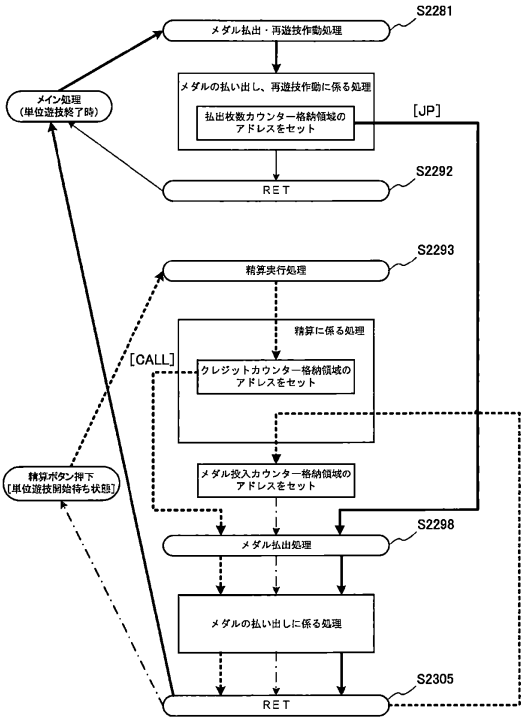 メダル払出・再遊技作動処理
S2281
メイン処理
(単位遊技終了時)
メダルの払い出し、再遊技作動に係る処理
払出枚数カウンター格納領域の
アドレスをセット
[JP]
RET
S2292
精算実行処理
S2293
精算に係る処理
[CALL]
クレジットカウンター格納領域の
アドレスをセット
精算ボタン押下
[単位遊技開始待ち状態]
メダル投入カウンター格納領域の
アドレスをセット
メダル払出処理
S2298
メダルの払い出しに係る処理
RET
S2305